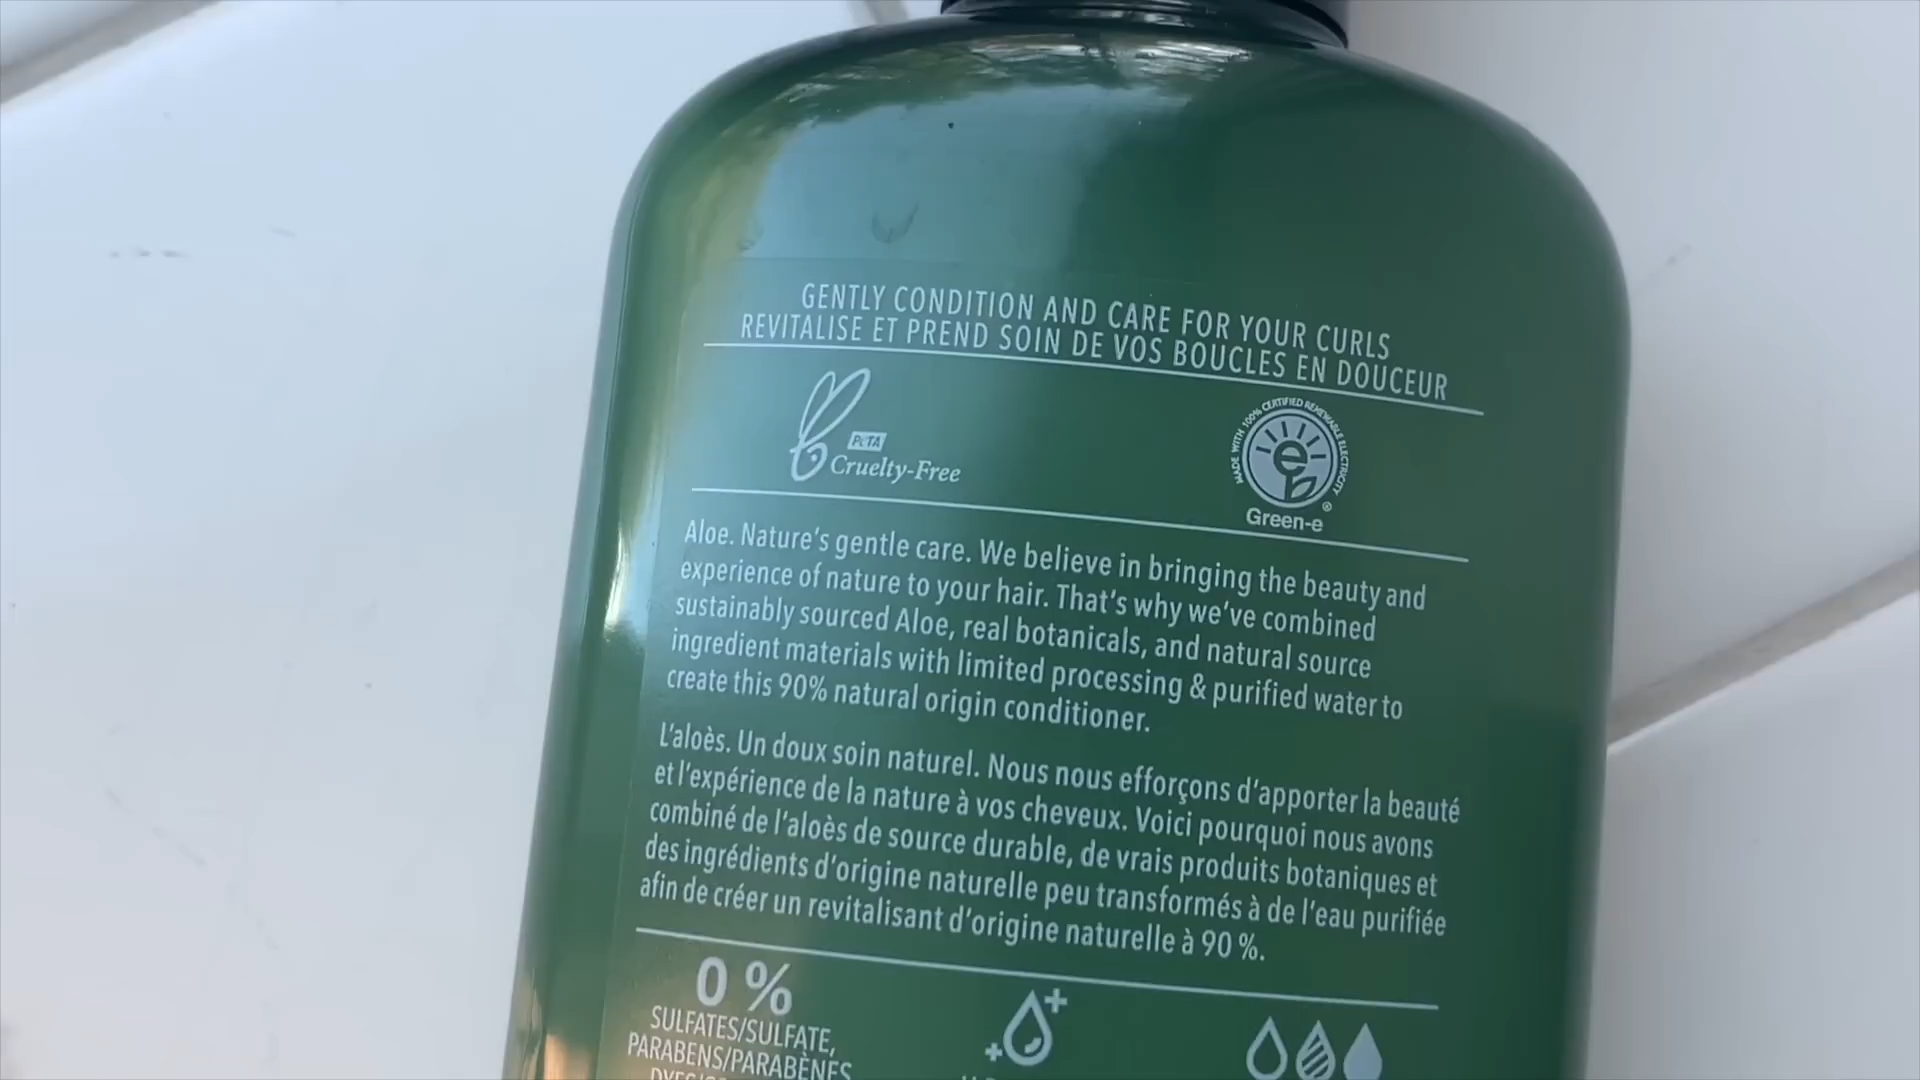 GENTLY CONDITION AND CARE FOR YOUR CURLS
REVITALISE ET PREND SOIN DE VOS BOUCLES EN DOUCEUR
PETA
Cruelty-Free
MADE WITH 100% CERTIFIED RENEWABLE ELECTRICITY
e
®
Green-e
Aloe. Nature's gentle care. We believe in bringing the beauty and
experience of nature to your hair. That's why we've combined
sustainably sourced Aloe, real botanicals, and natural source
ingredient materials with limited processing & purified water to
create this 90% natural origin conditioner.
L'aloès. Un doux soin naturel. Nous nous efforçons d'apporter la beauté
et l'expérience de la nature à vos cheveux. Voici pourquoi nous avons
combiné de l'aloès de source durable, de vrais produits botaniques et
des ingrédients d'origine naturelle peu transformés à de l'eau purifiée
afin de créer un revitalisant d'origine naturelle à 90 %.
0 %
SULFATES/SULFATE,
PARABENS/PARABÈNES